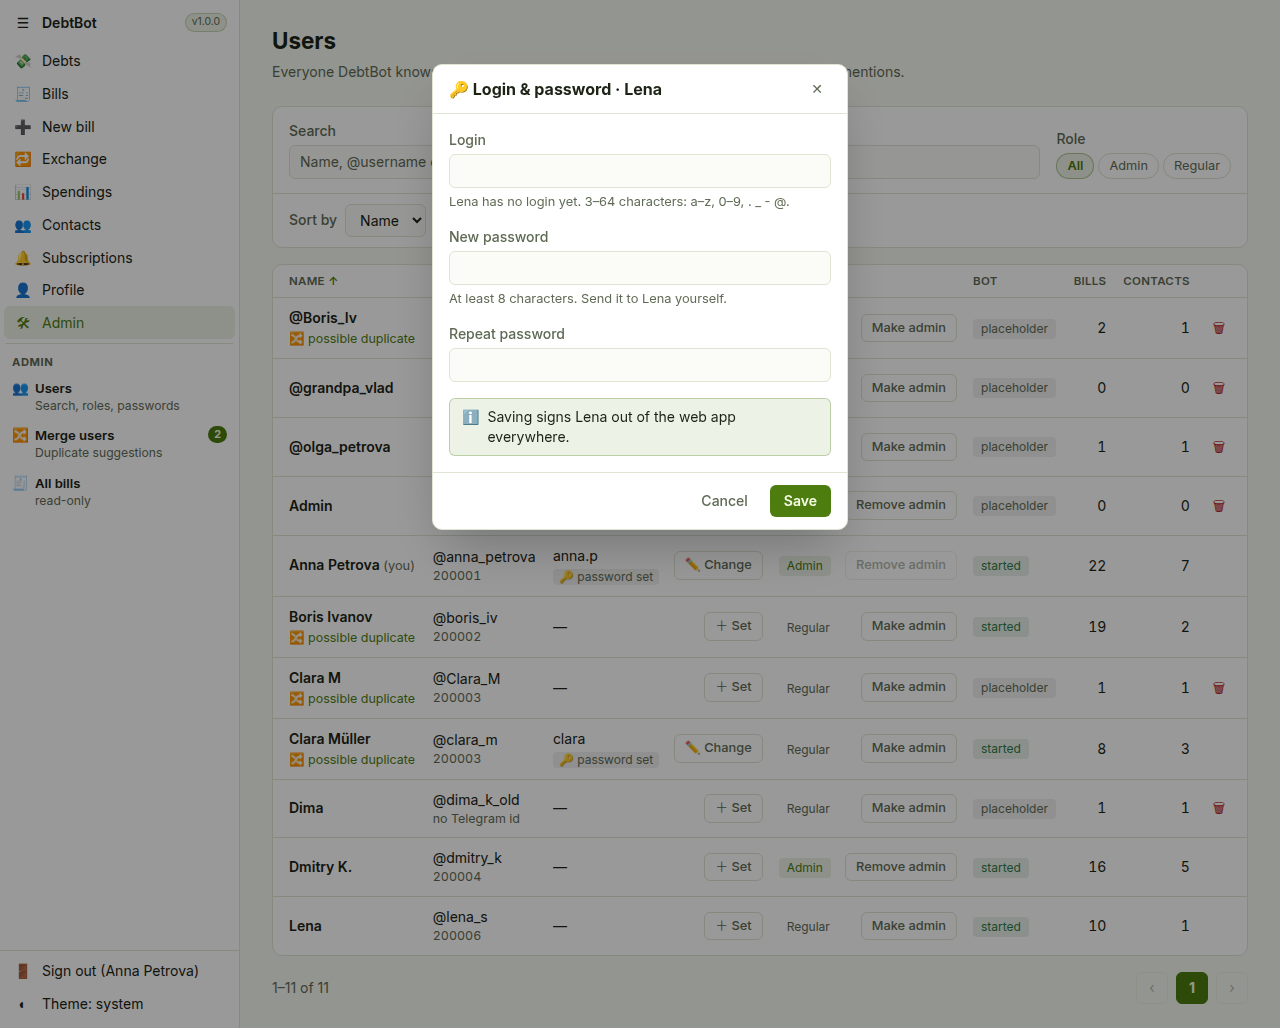 ☰ DebtBot v1.0.0
Debts
Bills
New bill
Exchange
Spendings
Contacts
Subscriptions
Profile
Admin
ADMIN
Users
Search, roles, passwords
Merge users 2
Duplicate suggestions
All bills
read-only
Sign out (Anna Petrova)
Theme: system
Users
Everyone DebtBot know
nentions.
Search
Name, @username
Role
All Admin Regular
Sort by Name
🔑 Login & password · Lena ×
Login
Lena has no login yet. 3–64 characters: a–z, 0–9, . _ - @.
New password
At least 8 characters. Send it to Lena yourself.
Repeat password
ℹ️ Saving signs Lena out of the web app
everywhere.
Cancel Save
NAME ↑ BOT BILLS CONTACTS
@Boris_Iv Make admin placeholder 2 1
🔀 possible duplicate
@grandpa_vlad Make admin placeholder 0 0
@olga_petrova Make admin placeholder 1 1
Admin Remove admin placeholder 0 0
Anna Petrova (you) @anna_petrova anna.p ✏️ Change Admin Remove admin started 22 7
200001 🔑 password set
Boris Ivanov @boris_iv — + Set Regular Make admin started 19 2
🔀 possible duplicate 200002
Clara M @Clara_M — + Set Regular Make admin placeholder 1 1
🔀 possible duplicate 200003
Clara Müller @clara_m clara ✏️ Change Regular Make admin started 8 3
🔀 possible duplicate 200003 🔑 password set
Dima @dima_k_old — + Set Regular Make admin placeholder 1 1
no Telegram id
Dmitry K. @dmitry_k — + Set Admin Remove admin started 16 5
200004
Lena @lena_s — + Set Regular Make admin started 10 1
200006
1–11 of 11 ‹ 1 ›